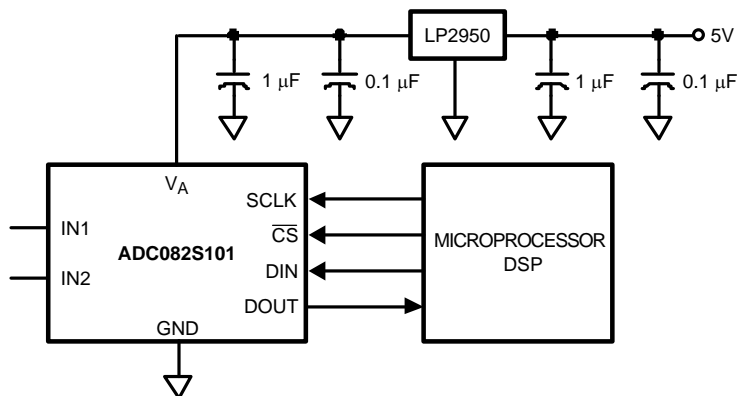 LP2950
5V
1 μF
0.1 μF
1 μF
0.1 μF
VA
SCLK
IN1
CS
MICROPROCESSOR
DSP
ADC082S101
IN2
DIN
DOUT
GND